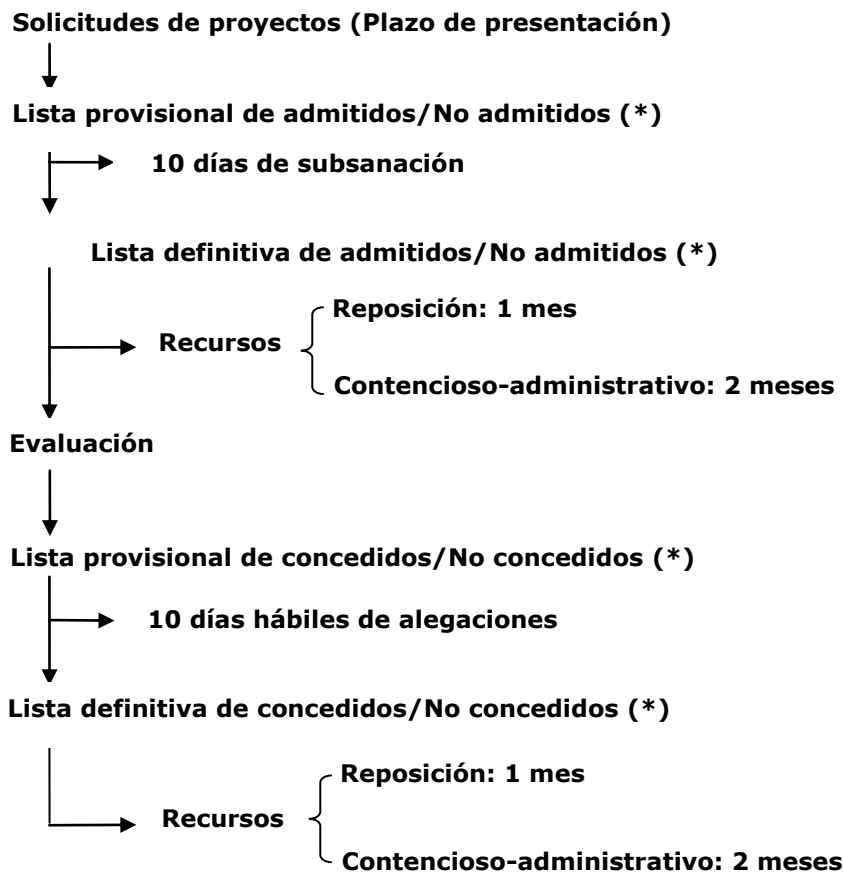 Solicitudes de proyectos (Plazo de presentación)
Lista provisional de admitidos/No admitidos (*)
10 días de subsanación
Lista definitiva de admitidos/No admitidos (*)
Reposición: 1 mes
Recursos
Contencioso-administrativo: 2 meses
Evaluación
Lista provisional de concedidos/No concedidos (*)
10 días hábiles de alegaciones
Lista definitiva de concedidos/No concedidos (*)
Reposición: 1 mes
Recursos
Contencioso-administrativo: 2 meses